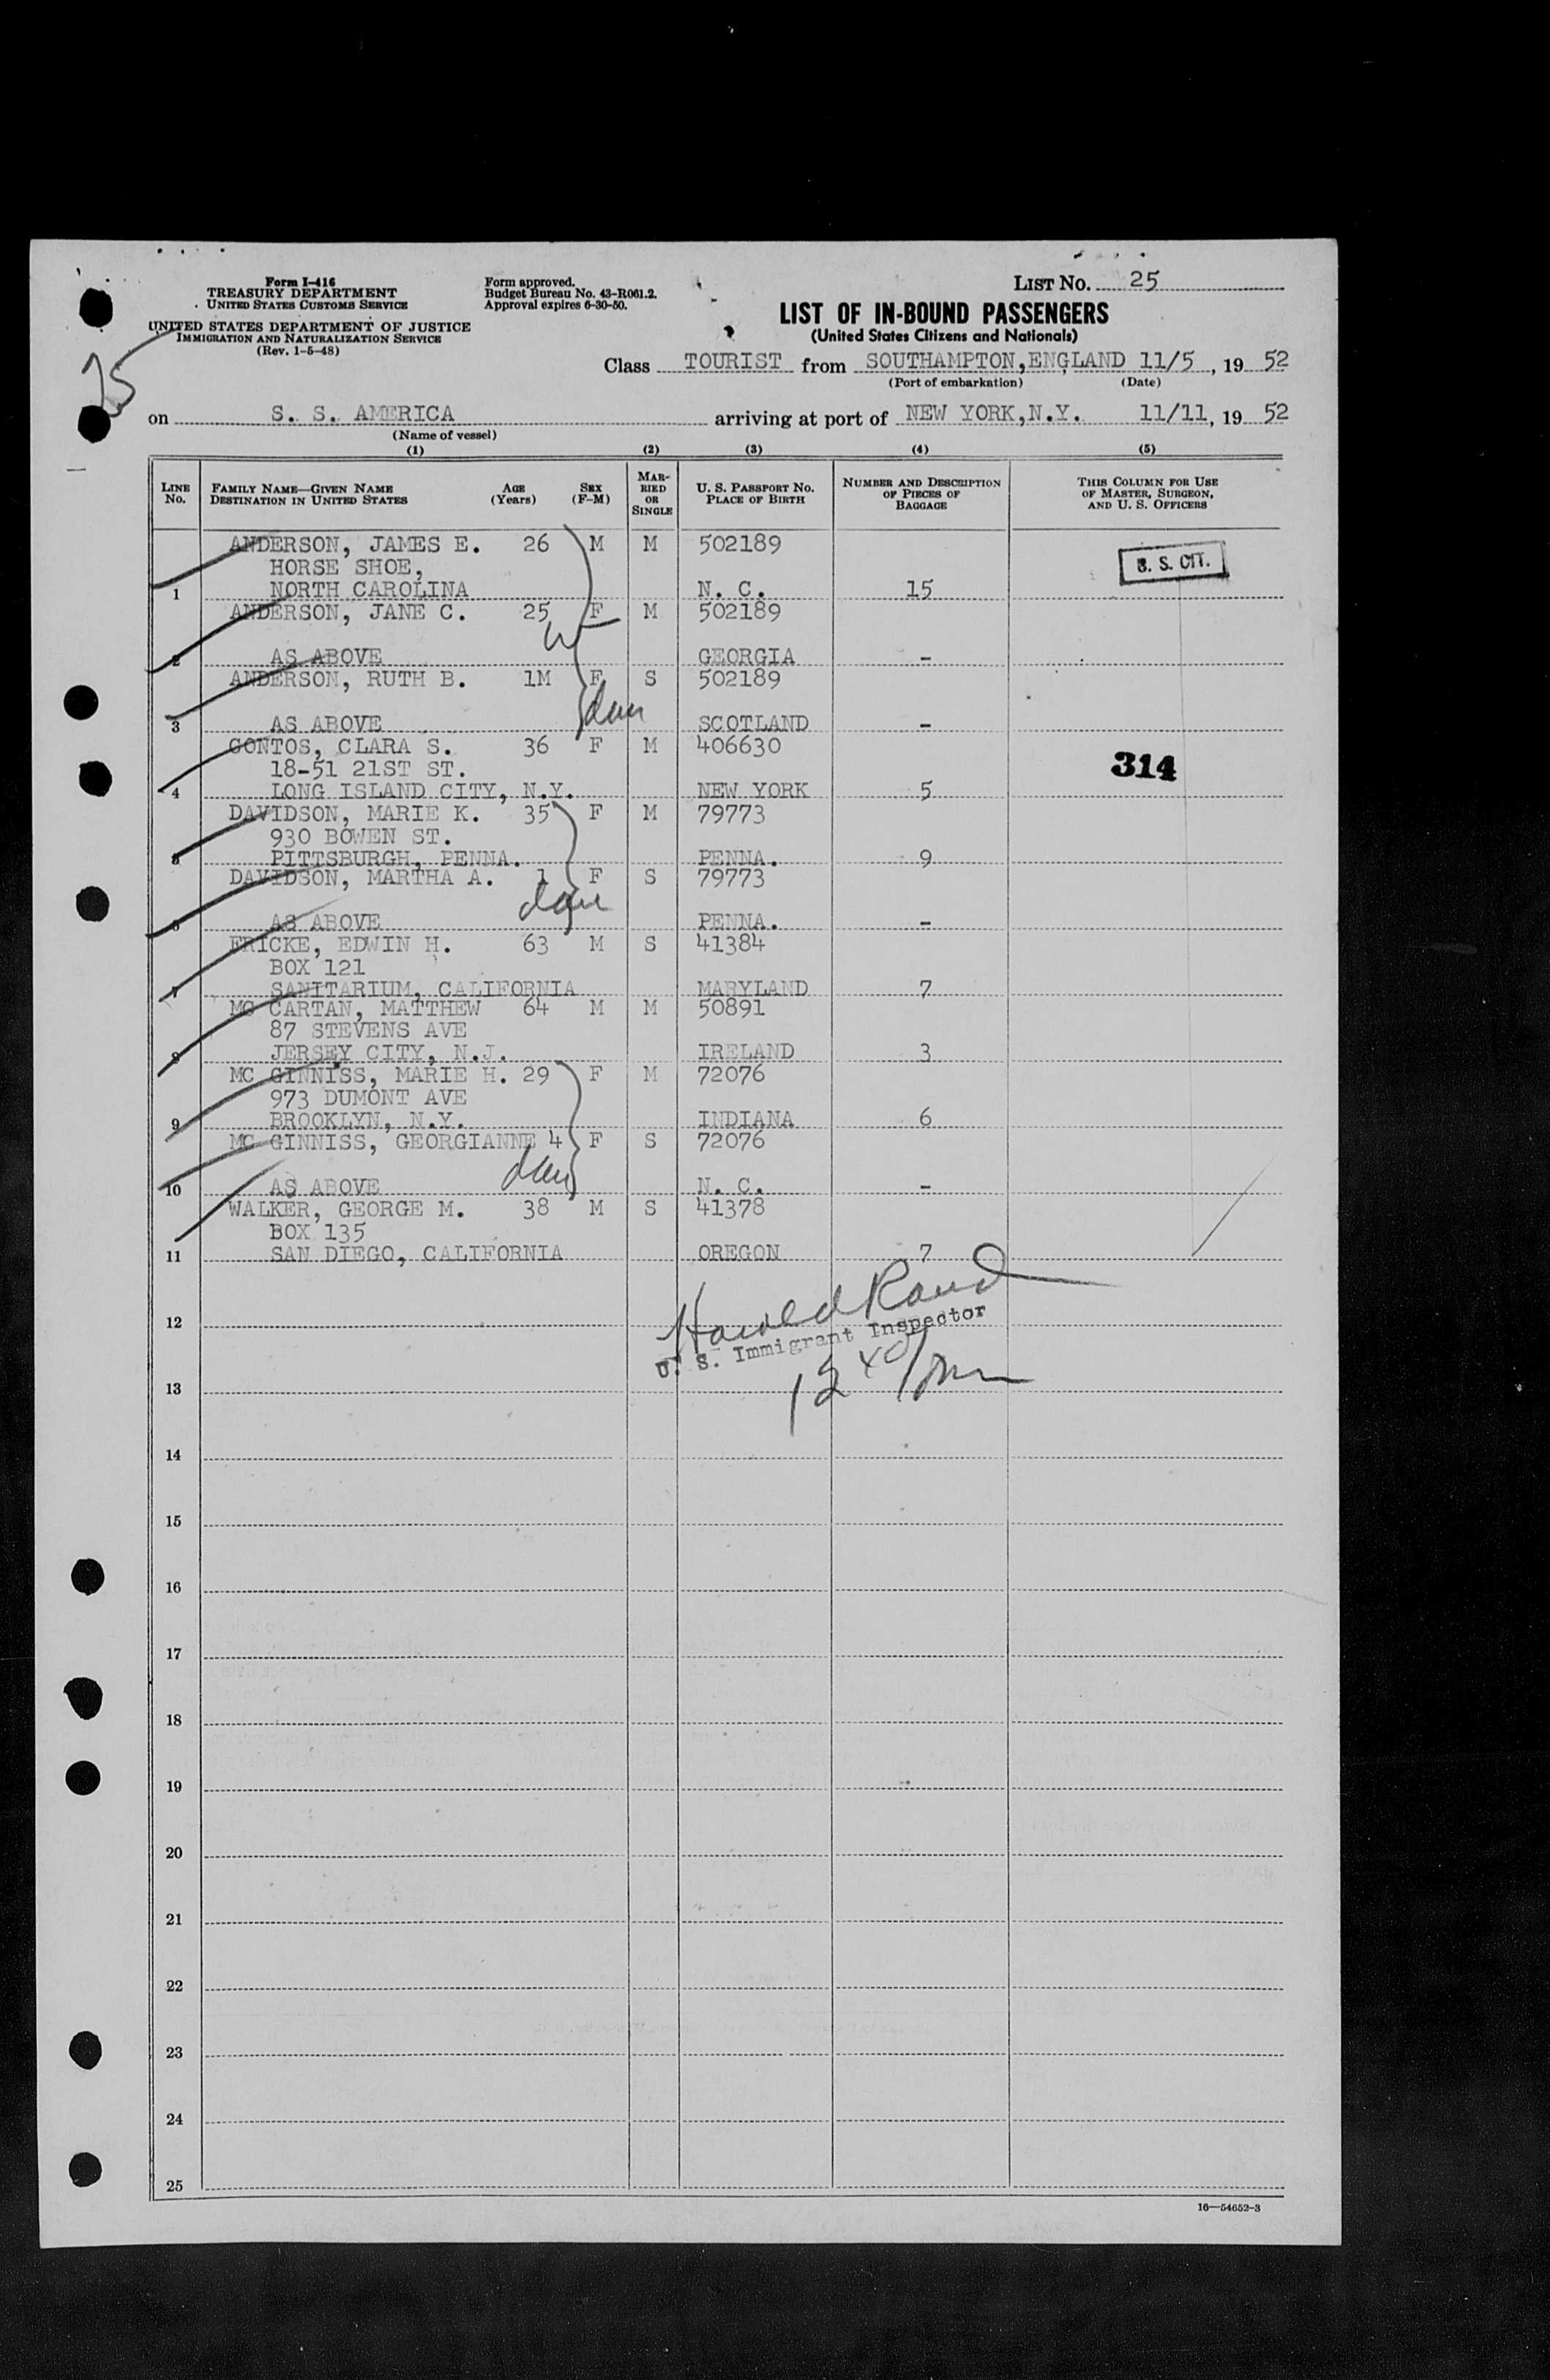 Form I-416
TREASURY DEPARTMENT
UNITED STATES CUSTOMS SERVICE
UNITED STATES DEPARTMENT OF JUSTICE
IMMIGRATION AND NATURALIZATION SERVICE
(Rev. 1-5-48)
Form approved.
Budget Bureau No. 43-R061.2.
Approval expires 6-30-50.
LIST NO. 25
LIST OF IN-BOUND PASSENGERS
(United States Citizens and Nationals)
Class TOURIST from SOUTHAMPTON, ENGLAND 11/5, 19 52
(Port of embarkation) (Date)
on S. S. AMERICA arriving at port of NEW YORK, N.Y. 11/11, 19 52
(Name of vessel)
(1) (2) (3) (4) (5)
LINE NO. FAMILY NAME—GIVEN NAME DESTINATION IN UNITED STATES AGE (Years) SEX (F-M) MARRIED OR SINGLE U. S. PASSPORT NO. PLACE OF BIRTH NUMBER AND DESCRIPTION OF PIECES OF BAGGAGE THIS COLUMN FOR USE OF MASTER, SURGEON, AND U. S. OFFICERS
ANDERSON, JAMES E. 26 M M 502189
HORSE SHOE, U. S. CIT.
1 NORTH CAROLINA N. C. 15
ANDERSON, JANE C. 25 F M 502189
W
2 AS ABOVE GEORGIA -
ANDERSON, RUTH B. 1M F S 502189
3 AS ABOVE SCOTLAND -
GONTOS, CLARA S. 36 F M 406630
18-51 21ST ST. 314
4 LONG ISLAND CITY, N.Y. NEW YORK 5
DAVIDSON, MARIE K. 35 F M 79773
930 BOWEN ST.
5 PITTSBURGH, PENNA. PENNA. 9
DAVIDSON, MARTHA A. 1 F S 79773
6 AS ABOVE PENNA. -
FRICKE, EDWIN H. 63 M S 41384
BOX 121
7 SANITARIUM, CALIFORNIA MARYLAND 7
MC CARTAN, MATTHEW 64 M M 50891
87 STEVENS AVE
8 JERSEY CITY, N.J. IRELAND 3
MC GINNISS, MARIE H. 29 F M 72076
973 DUMONT AVE
9 BROOKLYN, N.Y. INDIANA 6
MC GINNISS, GEORGIANNE 4 F S 72076
10 AS ABOVE N. C. -
WALKER, GEORGE M. 38 M S 41378
BOX 135
11 SAN DIEGO, CALIFORNIA OREGON 7
Harold Rand
12
U. S. Immigrant Inspector
13
14
15
16
17
18
19
20
21
22
23
24
25
16—54652-3